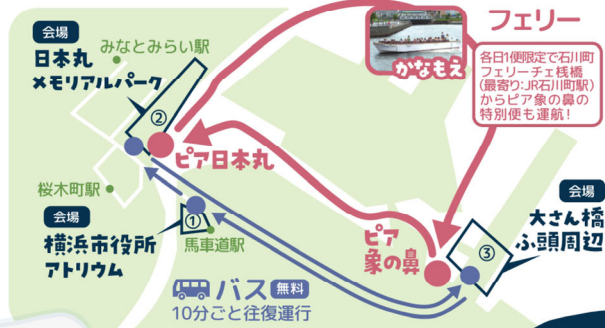 会場
日本丸
メモリアルパーク
みなとみらい駅
②
ピア日本丸
かなもえ
フェリー
各日1便限定で石川町
フェリーチェ桟橋
(最寄り:JR石川町駅)
からピア象の鼻の
特別便も運航!
桜木町駅
会場
横浜市役所
アトリウム
①
馬車道駅
ピア
象の鼻
③
会場
大さん橋
ふ頭周辺
バス 無料
10分ごと往復運行